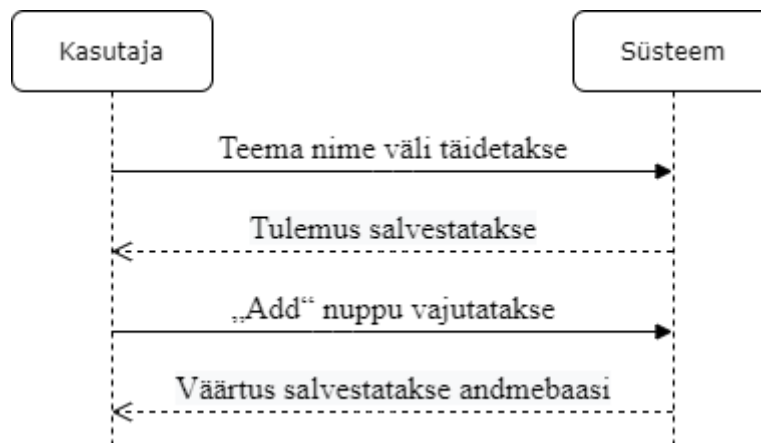 Kasutaja
Süsteem
Teema nime väli täidetakse
Tulemus salvestatakse
„Add“ nuppu vajutatakse
Väärtus salvestatakse andmebaasi